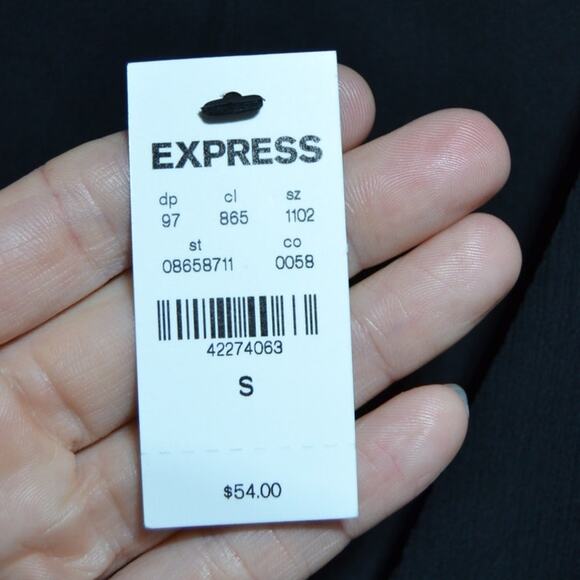 EXPRESS
dp cl sz
97 865 1102
st co
08658711 0058
42274063
S
$54.00